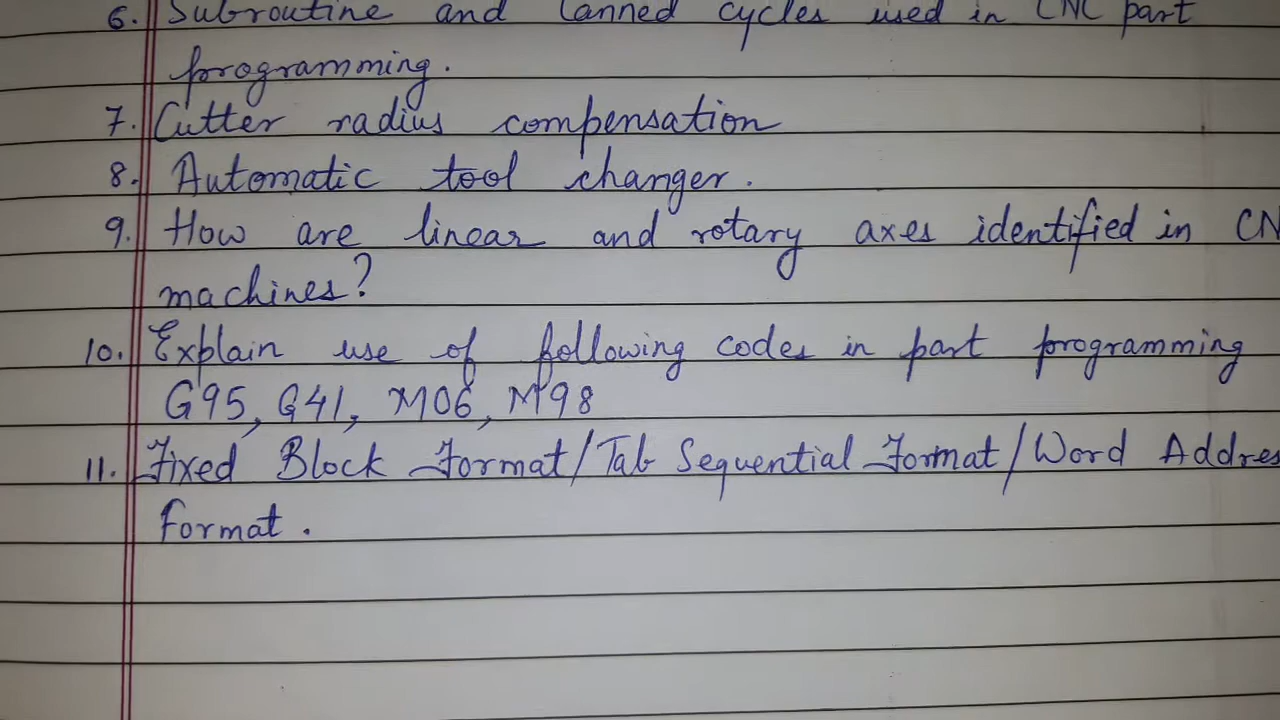 6. Subroutine and Canned cycles used in CNC part
programming.
7. Cutter radius compensation
8. Automatic tool changer.
9. How are linear and rotary axes identified in CN
machines?
10. Explain use of following codes in part programming
G95, G41, M06, M98
11. Fixed Block Format/Tab Sequential Format/Word Addres
Format.